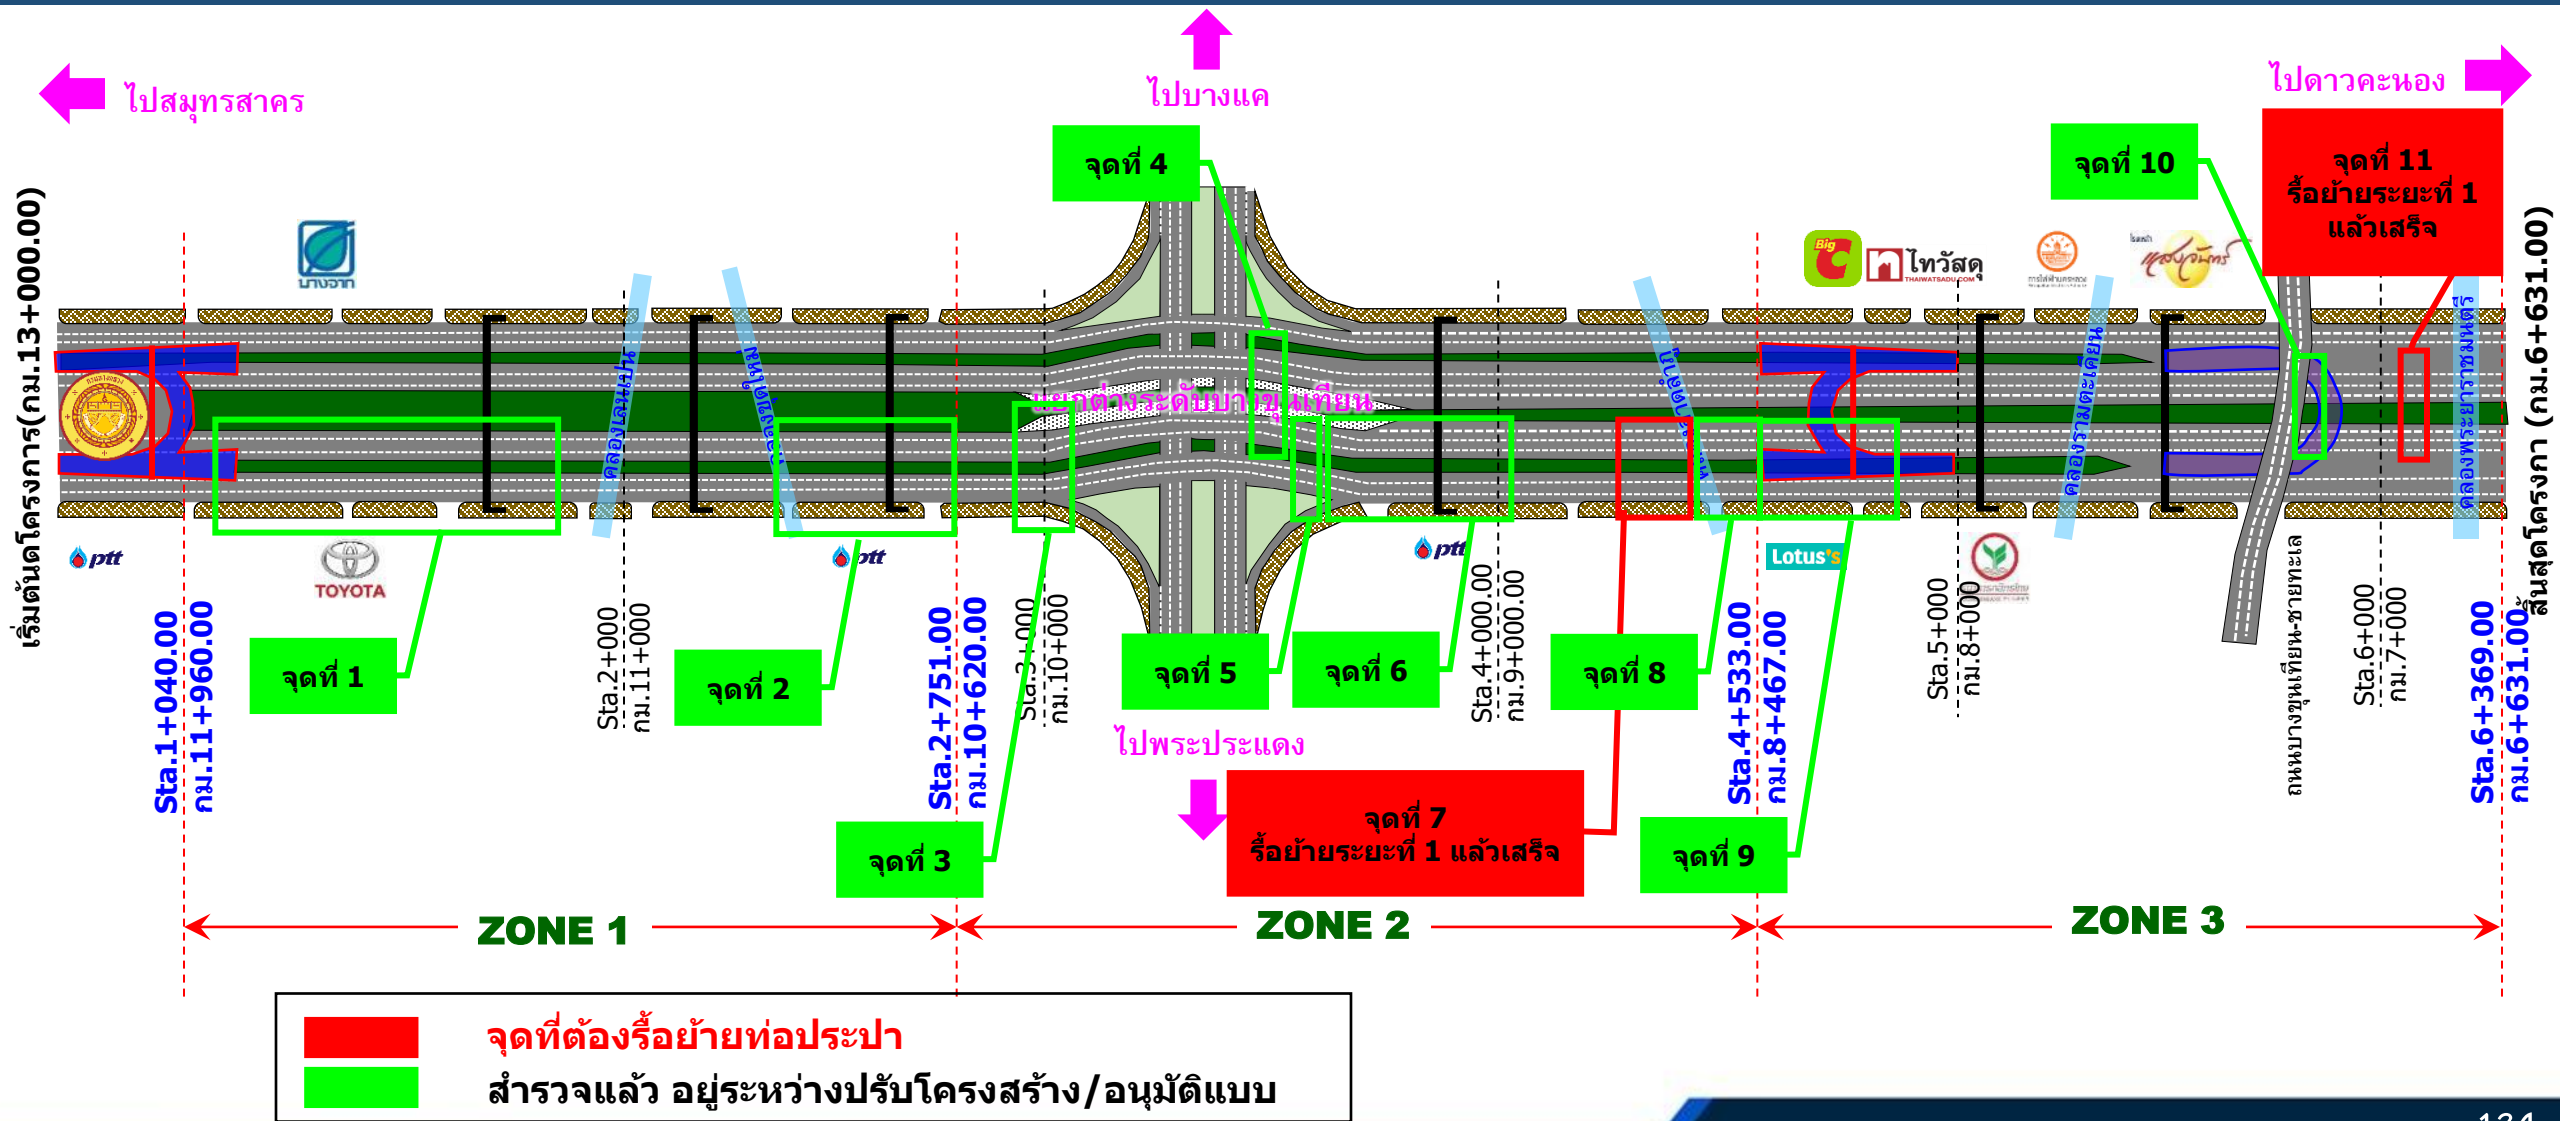 ไปสมุทรสาคร
ไปบางแค
ไปดาวคะนอง
จุดที่ 4
จุดที่ 10
จุดที่ 11
รื้อย้ายระยะที่ 1
แล้วเสร็จ
เริ่มต้นโครงการ(กม.13+000.00)
สิ้นสุดโครงกา (กม.6+631.00)
บางจาก
Big C
ไทวัสดุ
THAIWATSADU.COM
แสงจันทร์
คลองเลนเปน
แยกต่างระดับบางขุนเทียน
คลองรามตะเคียน
คลองพระยาราชมนตรี
ptt
TOYOTA
ptt
ptt
Lotus's
Sta.1+040.00
กม.11+960.00
Sta.2+000
กม.11+000
Sta.2+751.00
กม.10+620.00
Sta.3+000
กม.10+000
Sta.4+000.00
กม.9+000.00
Sta.4+533.00
กม.8+467.00
Sta.5+000
กม.8+000
ถนนบางขุนเทียน-ชายทะเล
Sta.6+000
กม.7+000
Sta.6+369.00
กม.6+631.00
จุดที่ 1
จุดที่ 2
จุดที่ 5
จุดที่ 6
จุดที่ 8
ไปพระประแดง
จุดที่ 3
จุดที่ 7
รื้อย้ายระยะที่ 1 แล้วเสร็จ
จุดที่ 9
ZONE 1
ZONE 2
ZONE 3
จุดที่ต้องรื้อย้ายท่อประปา
สำรวจแล้ว อยู่ระหว่างปรับโครงสร้าง/อนุมัติแบบ